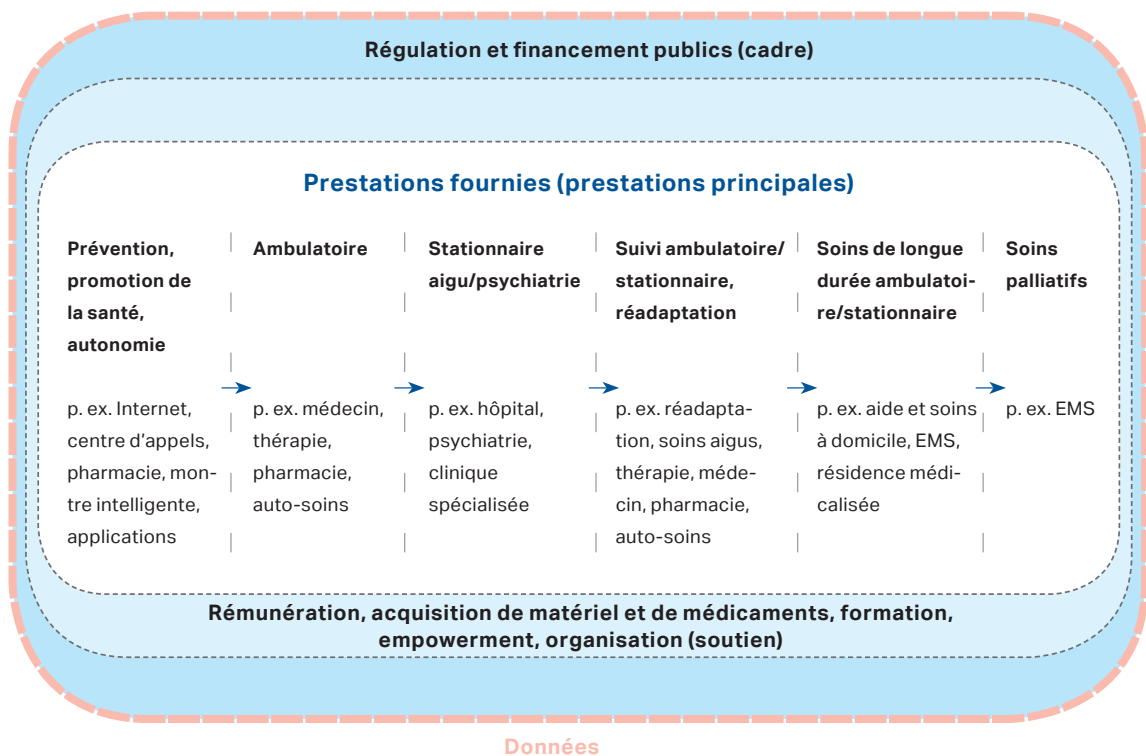 Régulation et financement publics (cadre)
Prestations fournies (prestations principales)
Prévention,
promotion de
la santé,
autonomie
p. ex. Internet,
centre d'appels,
pharmacie, mon-
tre intelligente,
applications
Ambulatoire
p. ex. médecin,
thérapie,
pharmacie,
auto-soins
Stationnaire
aigu/psychiatrie
p. ex. hôpital,
psychiatrie,
clinique
spécialisée
Suivi ambulatoire/
stationnaire,
réadaptation
p. ex. réadapta-
tion, soins aigus,
thérapie, méde-
cin, pharmacie,
auto-soins
Soins de longue
durée ambulatoi-
re/stationnaire
p. ex. aide et soins
à domicile, EMS,
résidence médi-
calisée
Soins
palliatifs
p. ex. EMS
Rémunération, acquisition de matériel et de médicaments, formation,
empowerment, organisation (soutien)
Données